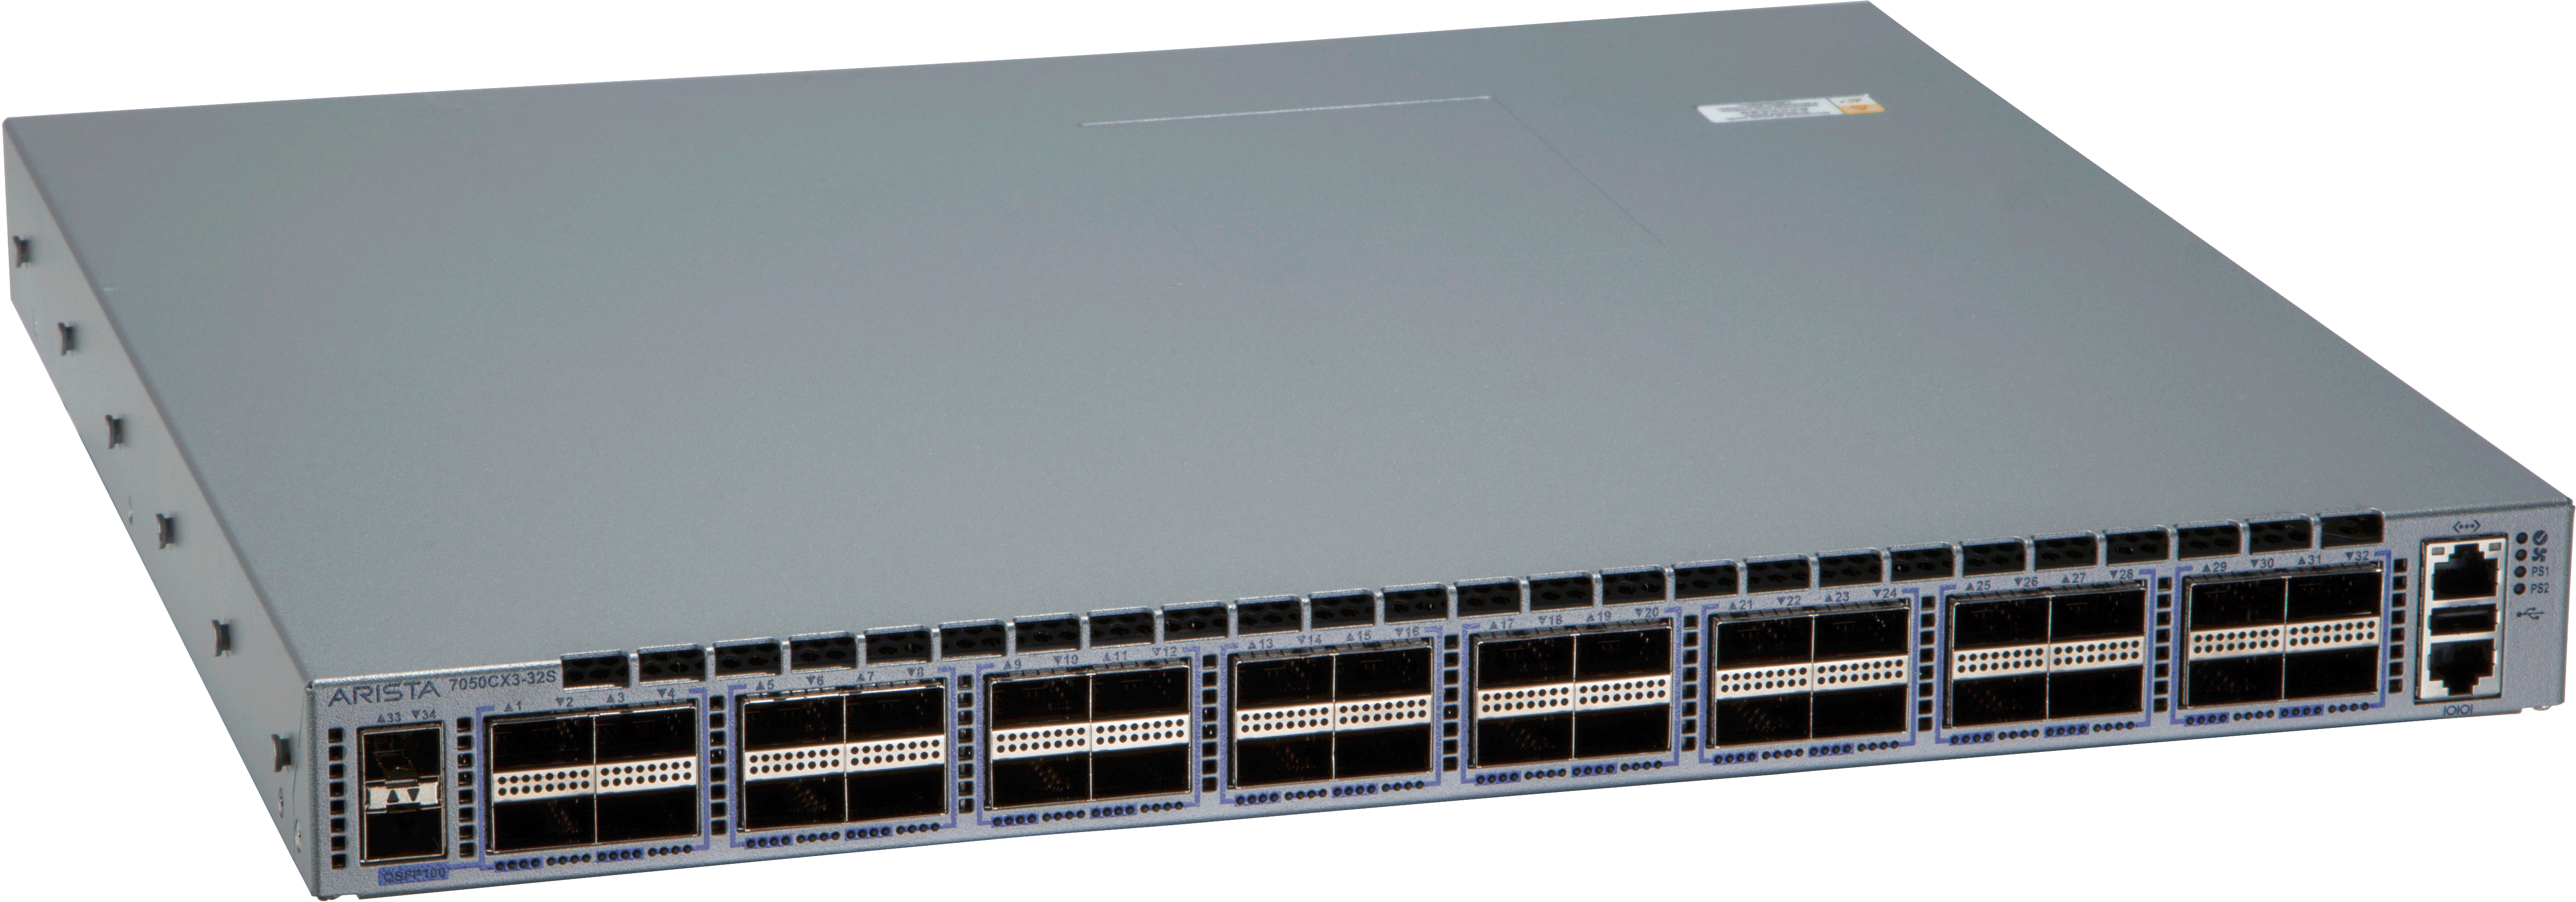 ARISTA 7050CX3-32S
33 34
1 2 3 4
5 6 7 8
9 10 11 12
13 14 15 16
17 18 19 20
21 22 23 24
25 26 27 28
29 30 31 32
QSFP100
PS1
PS2
IOIOI